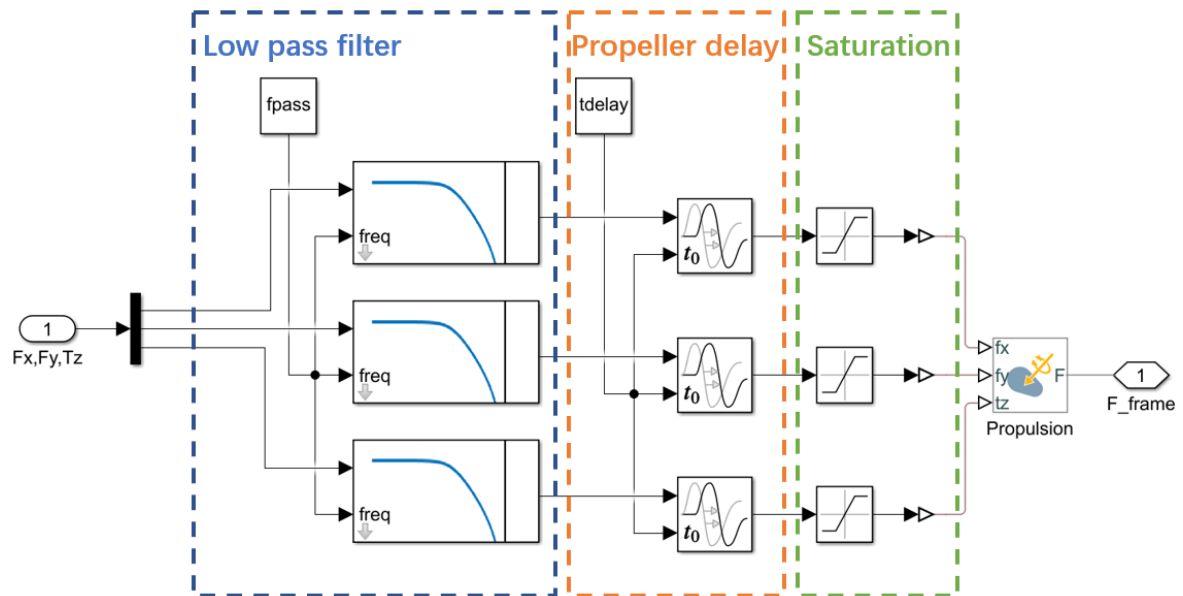 Low pass filter
Propeller delay
Saturation
fpass
tdelay
freq
t₀
1
Fx,Fy,Tz
freq
t₀
freq
t₀
fx
fy
tz
F
Propulsion
1
F_frame